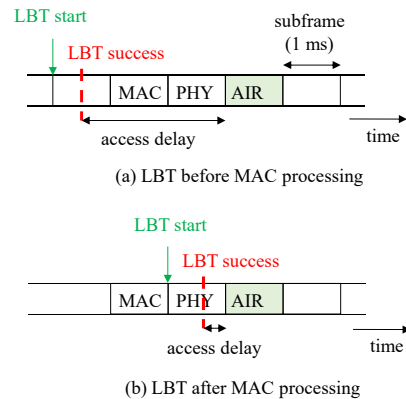 LBT start
subframe
(1 ms)
LBT success
MAC PHY AIR
access delay
time
(a) LBT before MAC processing
LBT start
LBT success
MAC PHY AIR
access delay
time
(b) LBT after MAC processing